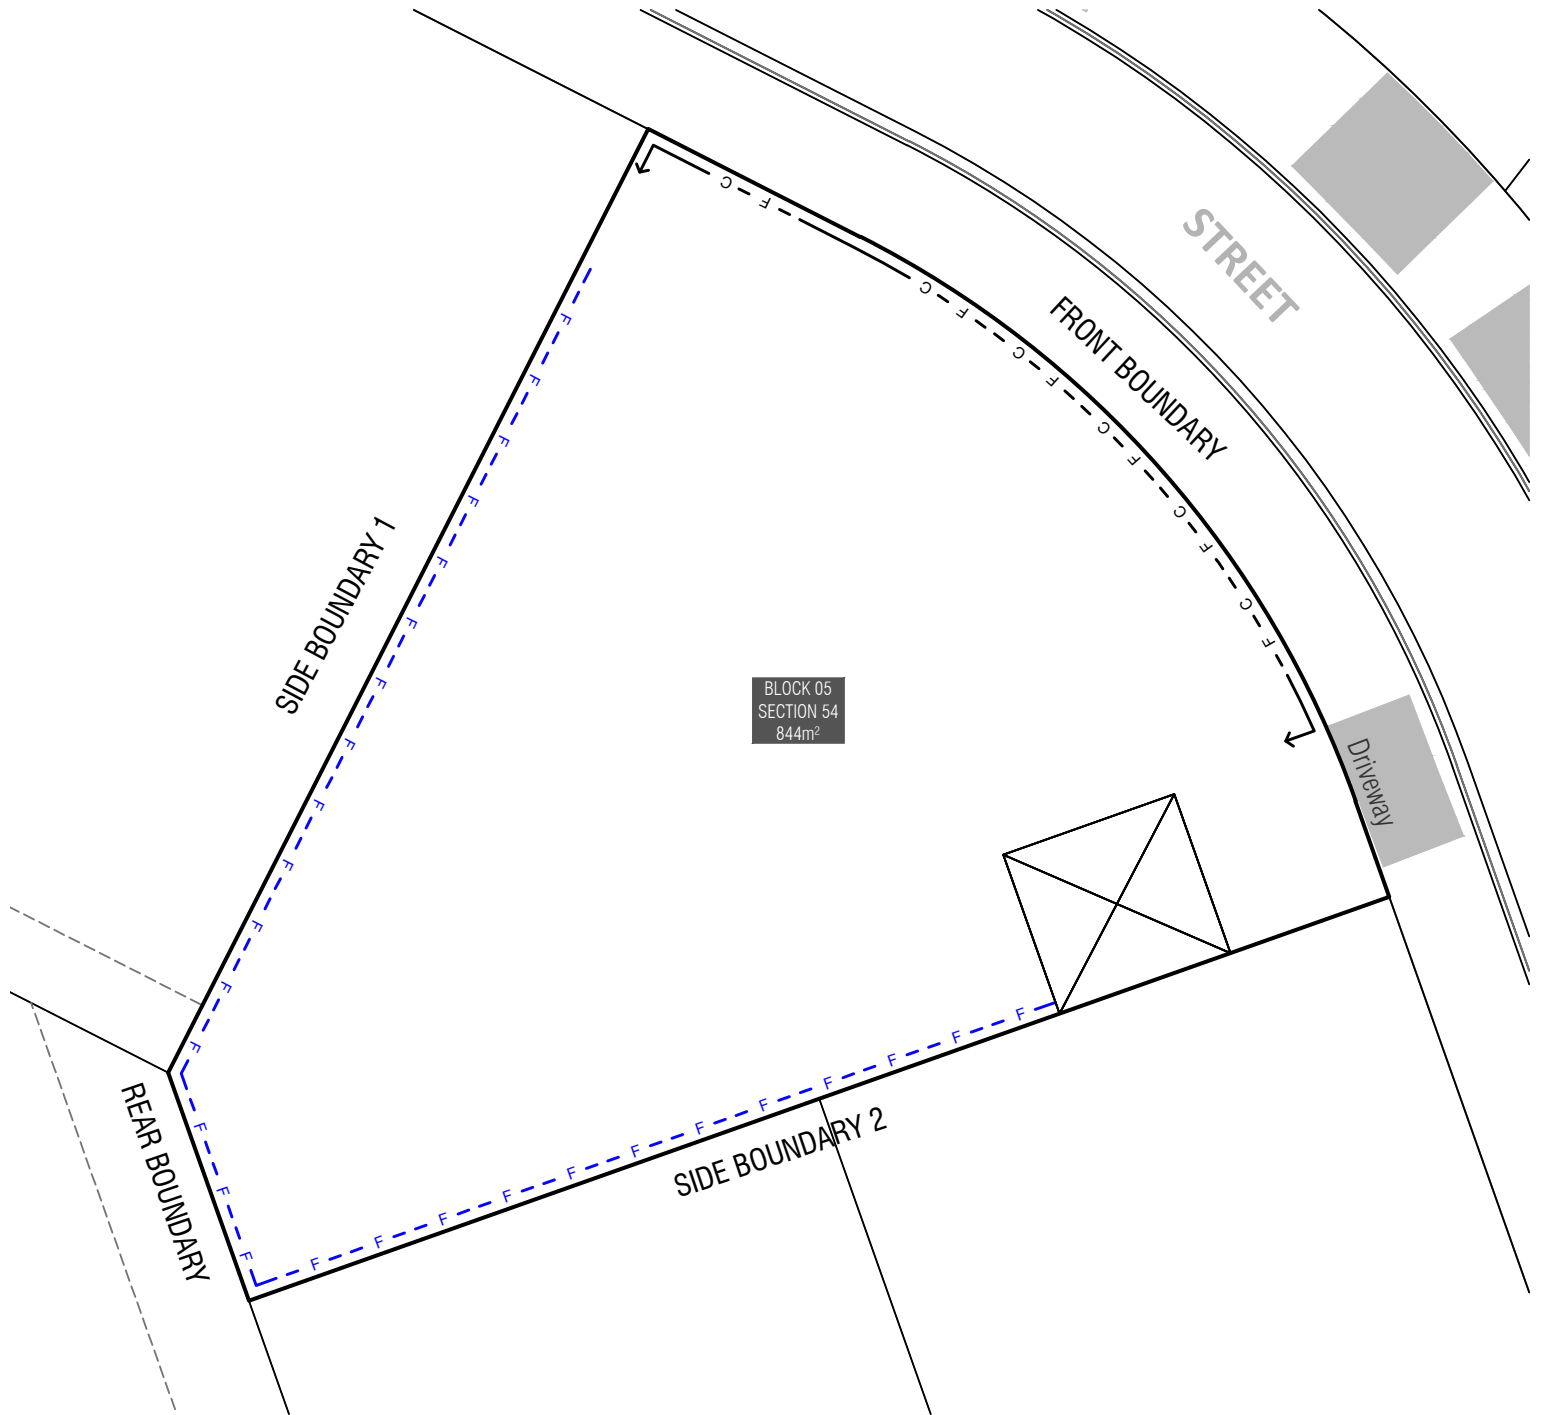 STREET
FRONT BOUNDARY
C F C F C F C F C F C F
SIDE BOUNDARY 1
F F F F F F F F F F F F F
BLOCK 05
SECTION 54
844m²
Driveway
REAR BOUNDARY
F F F
SIDE BOUNDARY 2
F F F F F F F F F F F F